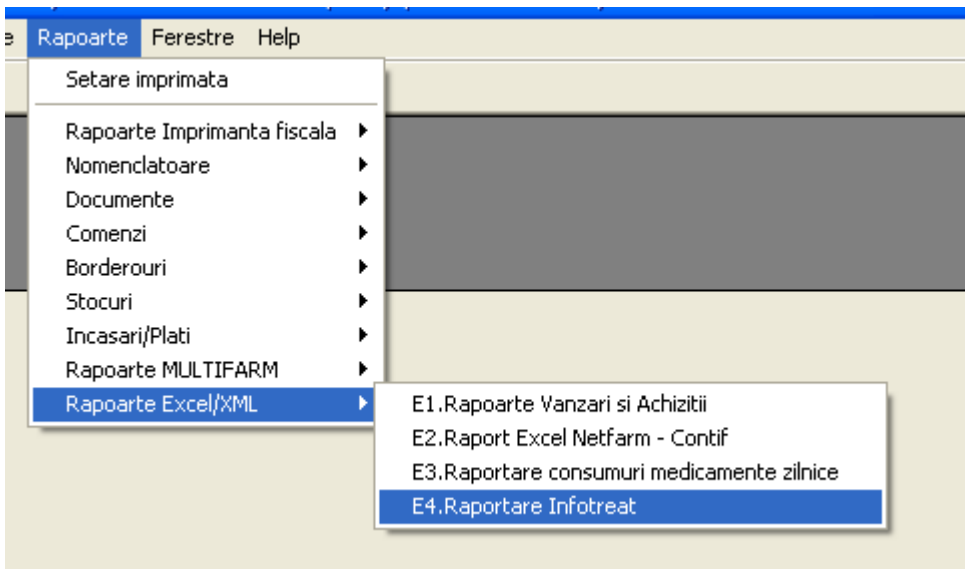 Rapoarte Ferestre Help
Setare imprimata
Rapoarte Imprimanta fiscala
Nomenclatoare
Documente
Comenzi
Borderouri
Stocuri
Incasari/Plati
Rapoarte MULTIFARM
Rapoarte Excel/XML
E1.Rapoarte Vanzari si Achizitii
E2.Raport Excel Netfarm - Contif
E3.Raportare consumuri medicamente zilnice
E4.Raportare Infotreat